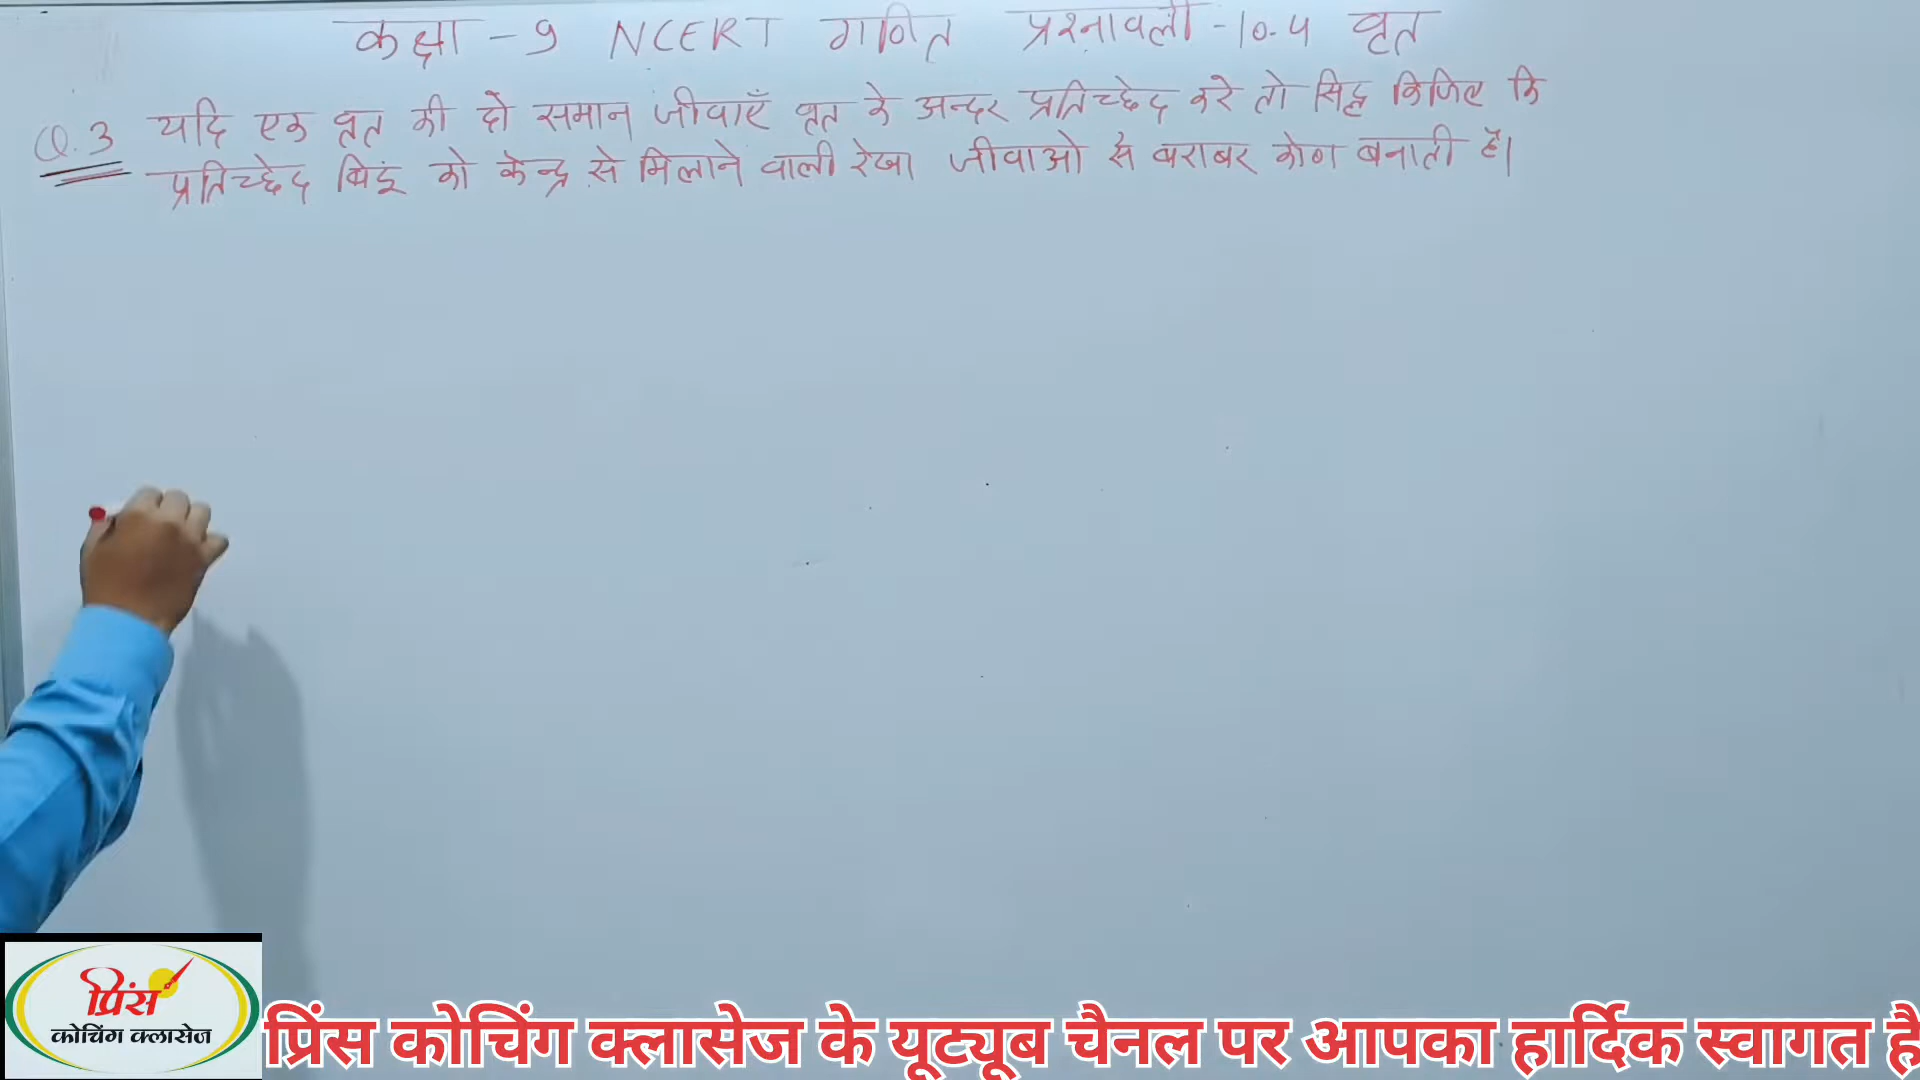 कक्षा - 9 NCERT गणित प्रश्नावली - 10.4 वृत
Q.3 यदि एक वृत की दो समान जीवाएँ वृत के अन्दर प्रतिच्छेद करे तो सिद्ध किजिए कि
प्रतिच्छेद बिंदू को केन्द्र से मिलाने वाली रेखा जीवाओ से बराबर कोण बनाती है।
प्रिंस
कोचिंग क्लासेज
प्रिंस कोचिंग क्लासेज के यूट्यूब चैनल पर आपका हार्दिक स्वागत है